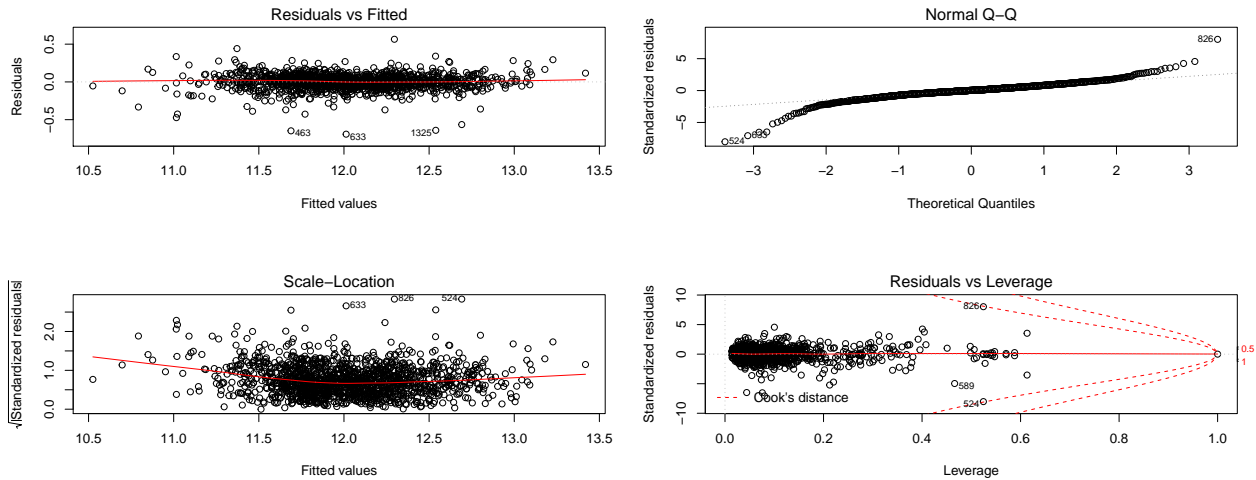 Residuals vs Fitted
Residuals
0.5
0.0
−0.5
463
633
1325
10.5 11.0 11.5 12.0 12.5 13.0 13.5
Fitted values
Normal Q−Q
Standardized residuals
5
0
−5
826
524
633
−3 −2 −1 0 1 2 3
Theoretical Quantiles
Scale−Location
√|Standardized residuals|
2.0
1.0
0.0
633
826
524
10.5 11.0 11.5 12.0 12.5 13.0 13.5
Fitted values
Residuals vs Leverage
Standardized residuals
10
5
0
−10
826
589
524
Cook's distance
0.5
1
0.0 0.2 0.4 0.6 0.8 1.0
Leverage